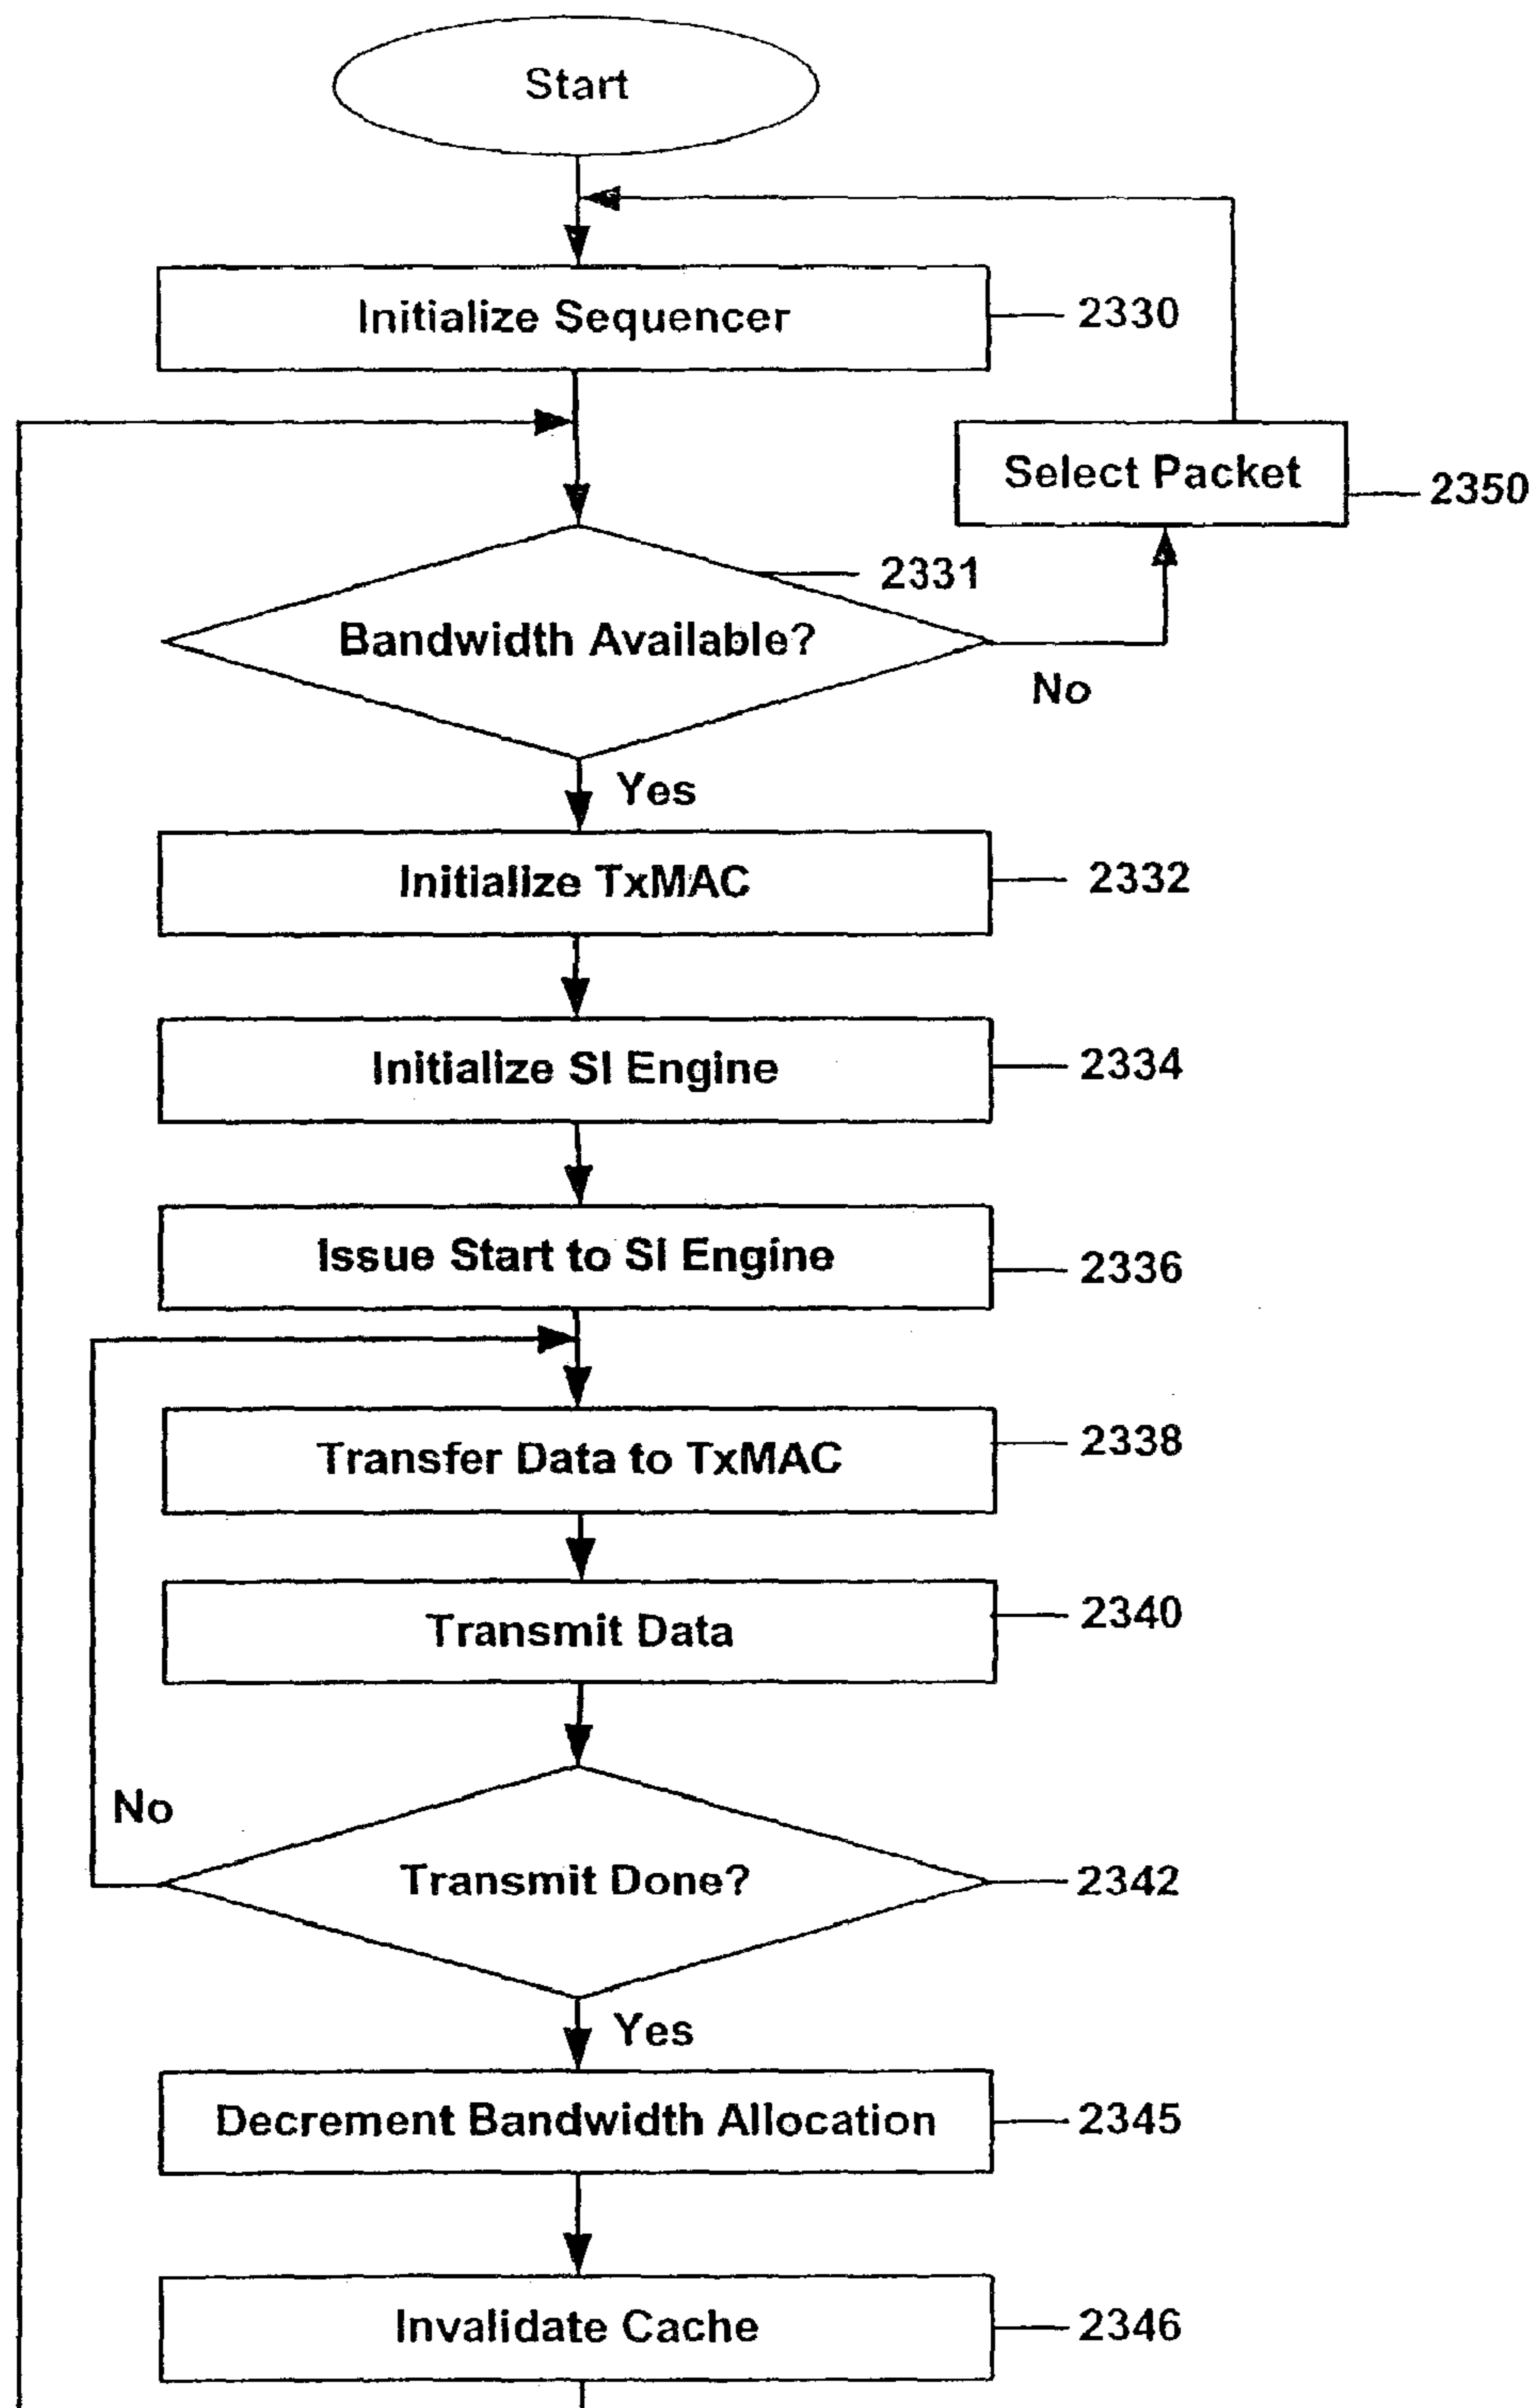 Start
Initialize Sequencer
2330
Select Packet
2350
2331
Bandwidth Available?
No
Yes
Initialize TxMAC
2332
Initialize SI Engine
2334
Issue Start to SI Engine
2336
Transfer Data to TxMAC
2338
Transmit Data
2340
No
Transmit Done?
2342
Yes
Decrement Bandwidth Allocation
2345
Invalidate Cache
2346